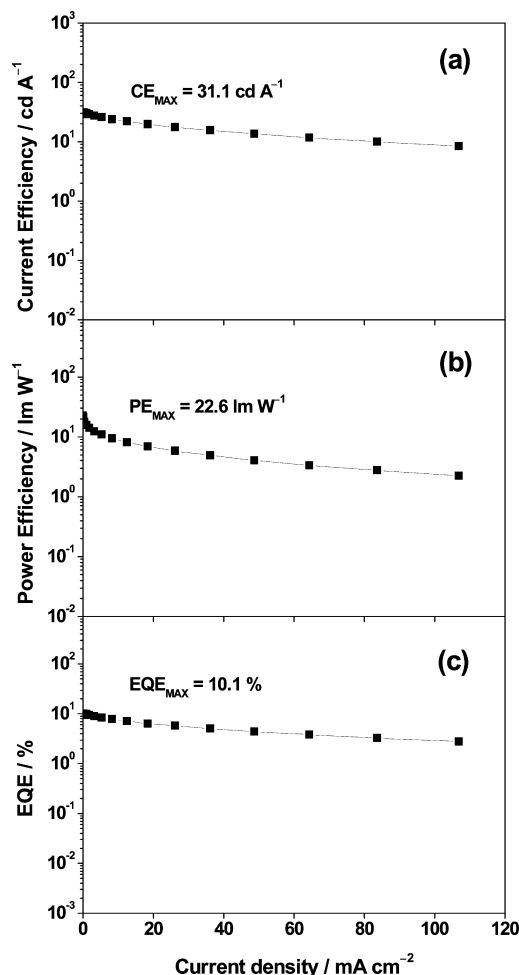 (a)
CE_MAX = 31.1 cd A⁻¹
Current Efficiency / cd A⁻¹
10³
10²
10¹
10⁰
10⁻¹
10⁻²
(b)
PE_MAX = 22.6 lm W⁻¹
Power Efficiency / lm W⁻¹
10²
10¹
10⁰
10⁻¹
10⁻²
(c)
EQE_MAX = 10.1 %
EQE / %
10²
10¹
10⁰
10⁻¹
10⁻²
10⁻³
0 20 40 60 80 100 120
Current density / mA cm⁻²